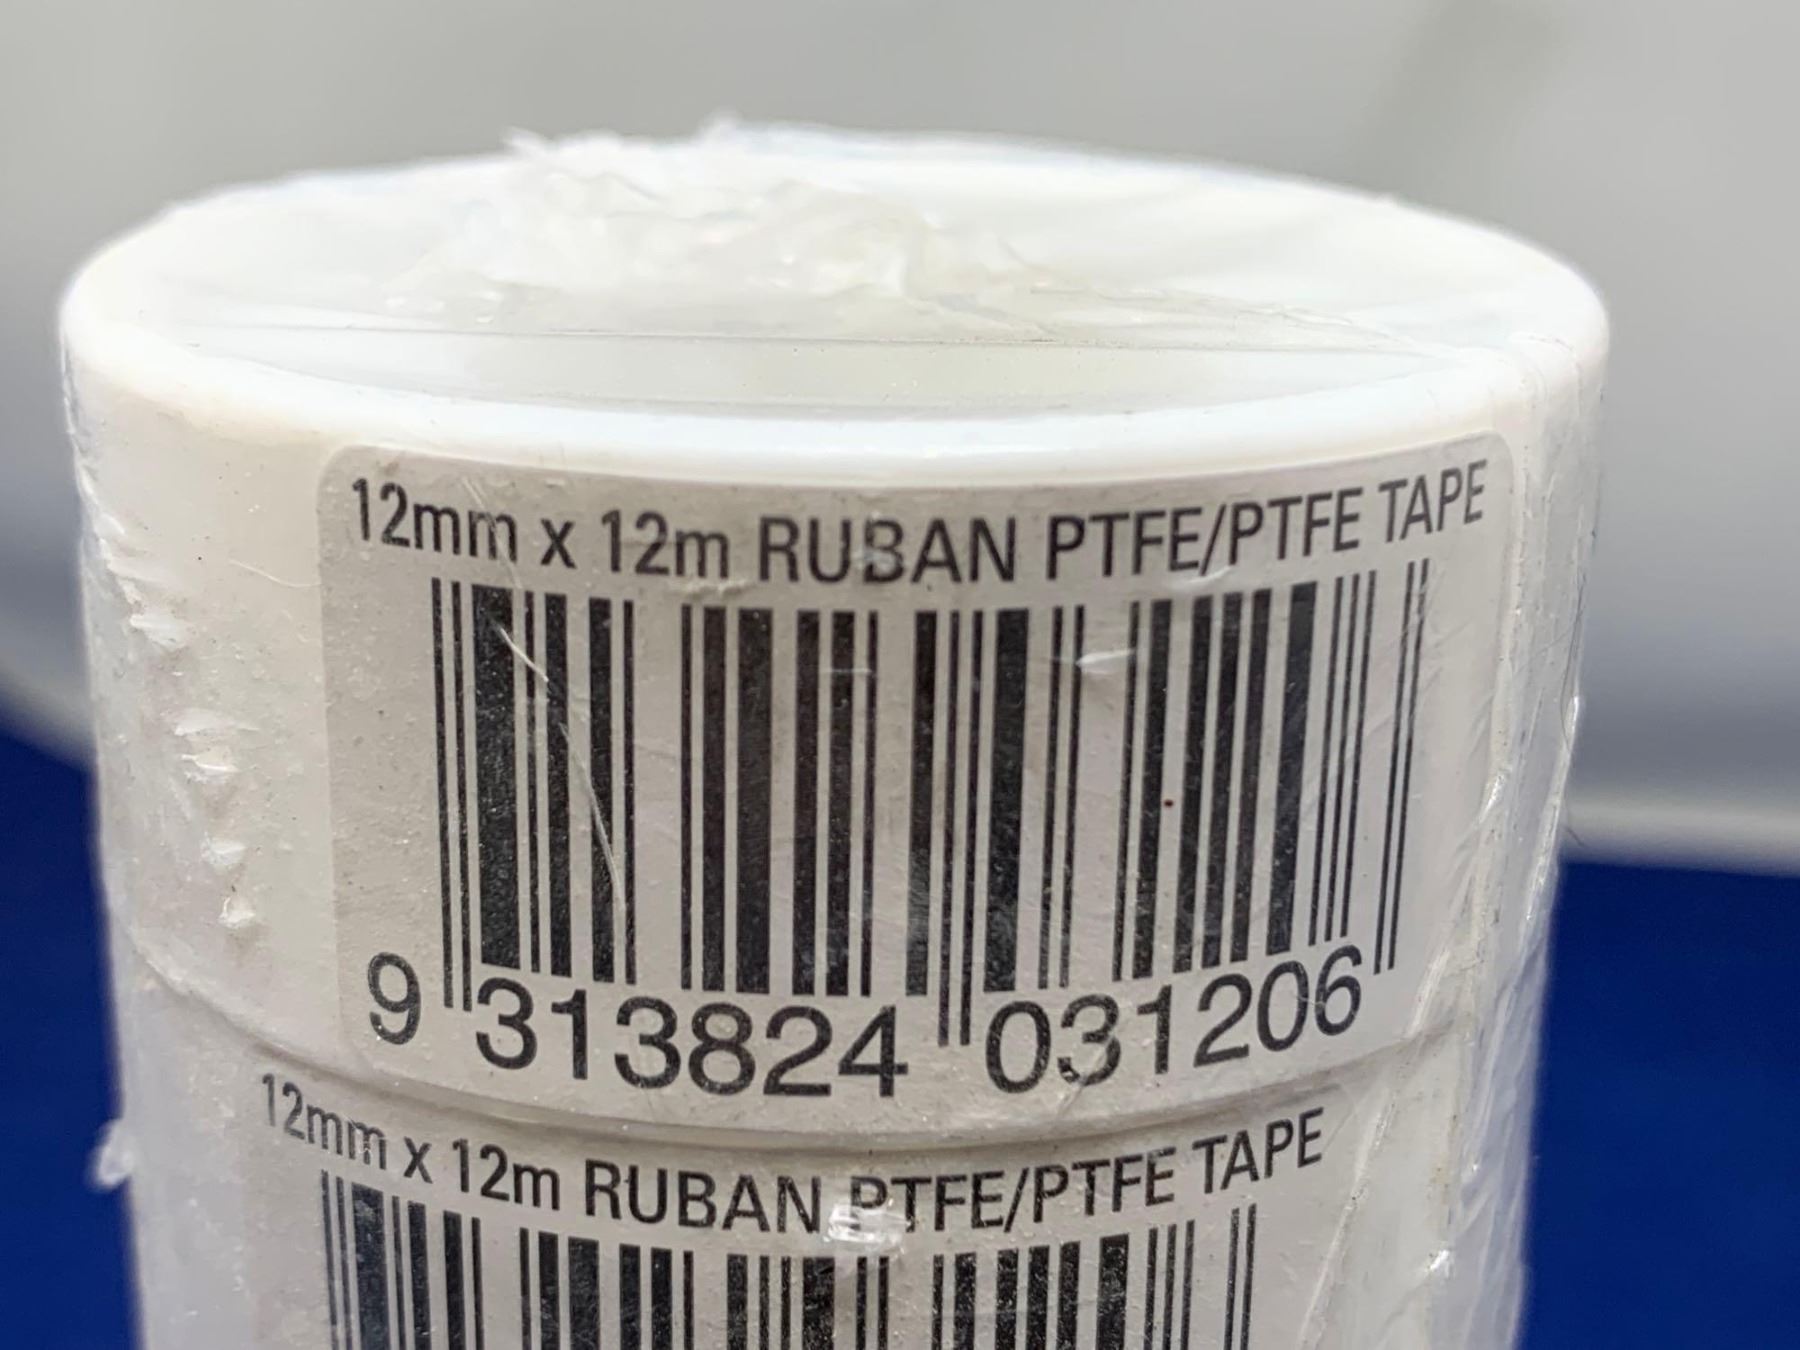 12mm x 12m RUBAN PTFE/PTFE TAPE
9 313824 031206
12mm x 12m RUBAN PTFE/PTFE TAPE